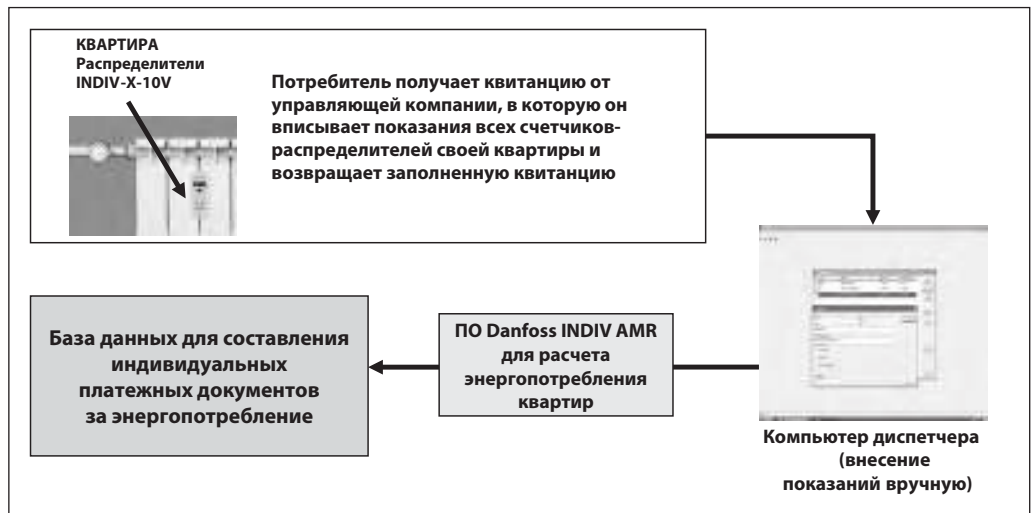 КВАРТИРА
Распределители
INDIV-X-10V
Потребитель получает квитанцию от
управляющей компании, в которую он
вписывает показания всех счетчиков-
распределителей своей квартиры и
возвращает заполненную квитанцию
База данных для составления
индивидуальных
платежных документов
за энергопотребление
ПО Danfoss INDIV AMR
для расчета
энергопотребления
квартир
Компьютер диспетчера
(внесение
показаний вручную)